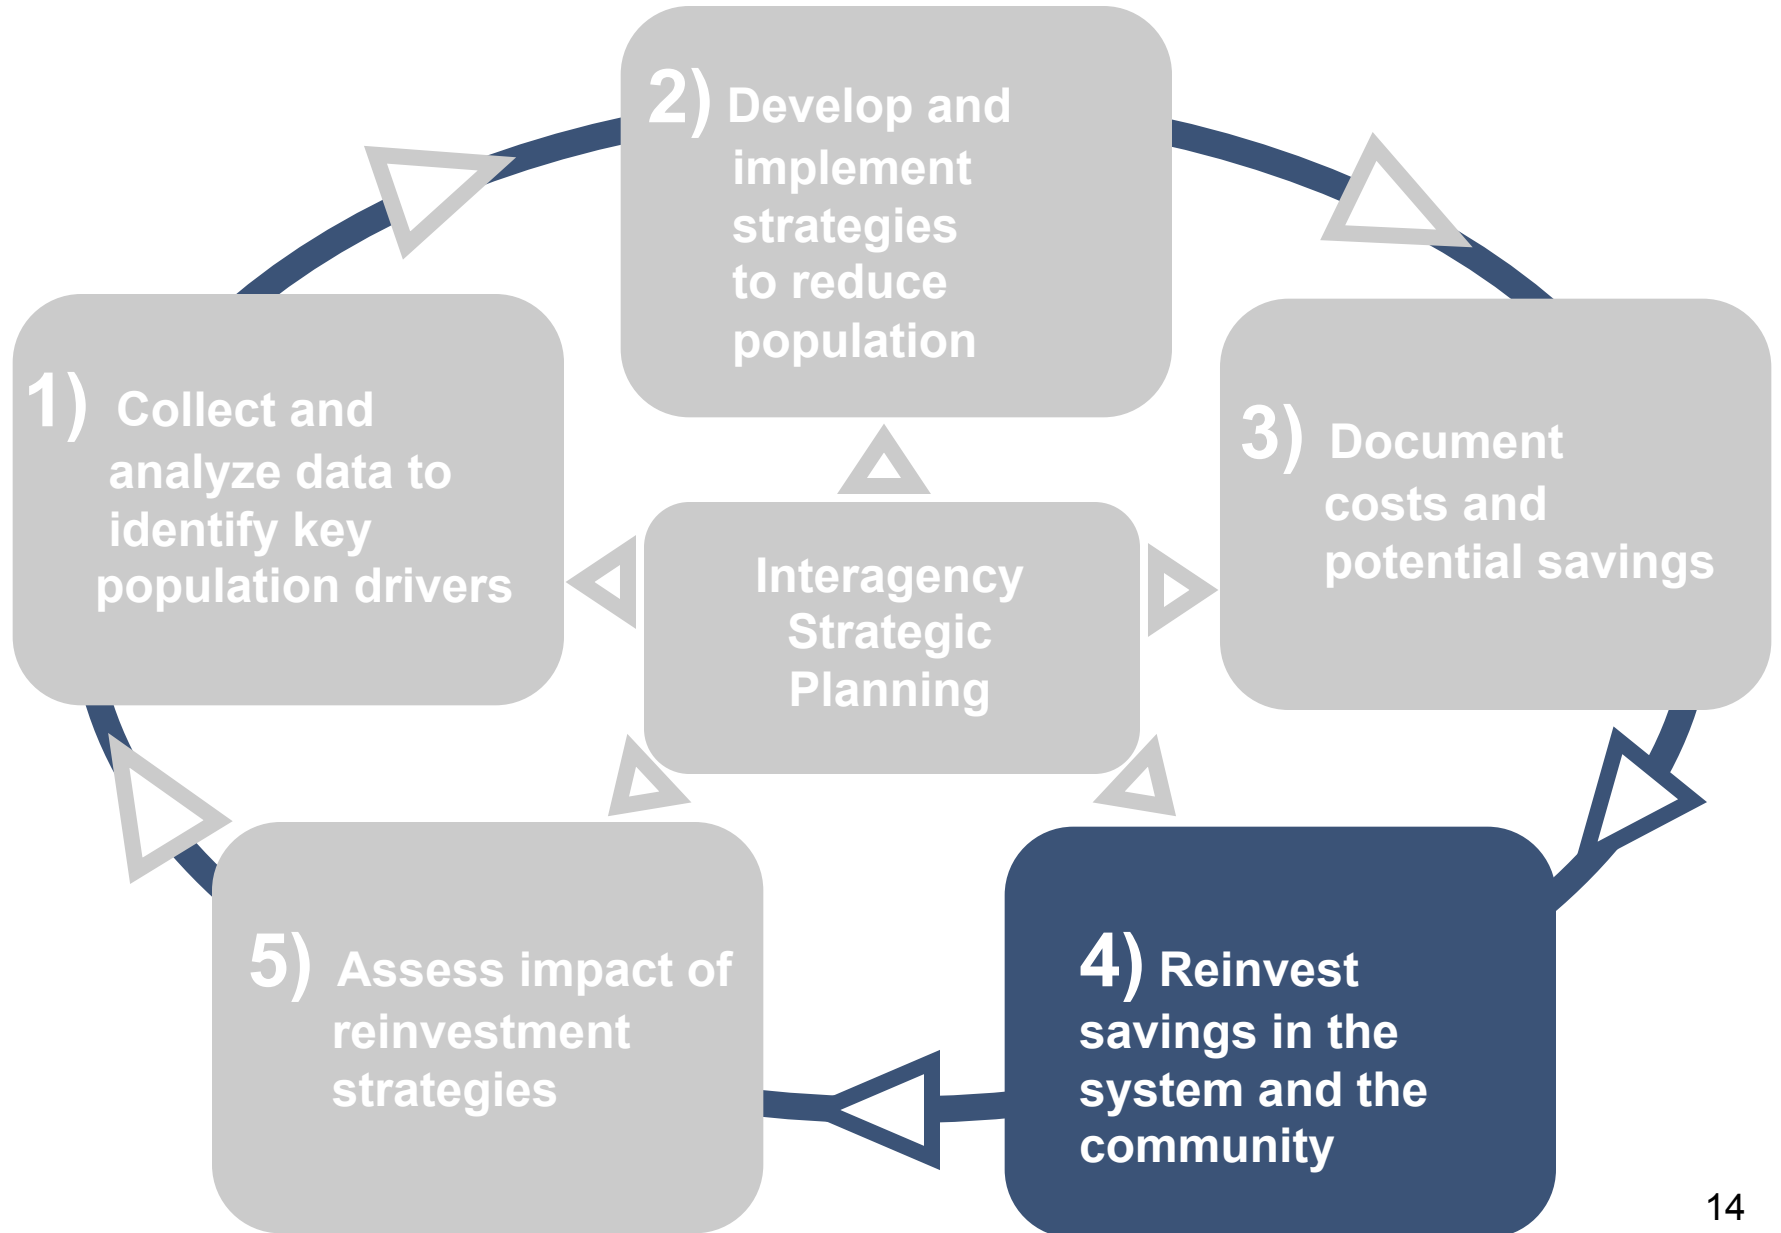 1) Collect and
analyze data to
identify key
population drivers
2) Develop and
implement
strategies
to reduce
population
3) Document
costs and
potential savings
Interagency
Strategic
Planning
4) Reinvest
savings in the
system and the
community
5) Assess impact of
reinvestment
strategies
14